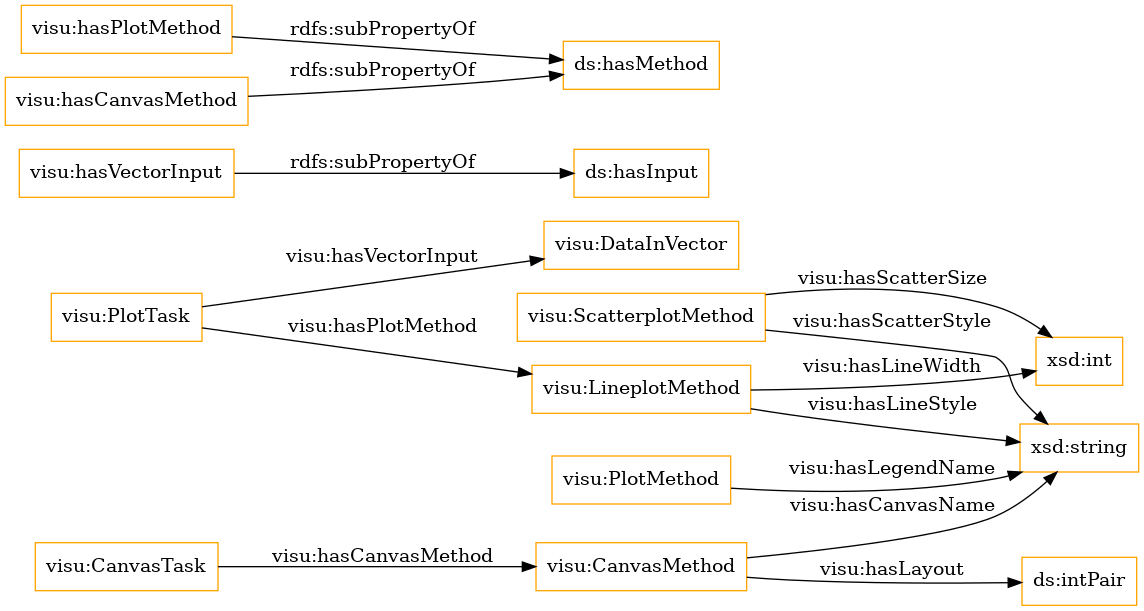 visu:hasPlotMethod
rdfs:subPropertyOf
ds:hasMethod
visu:hasCanvasMethod
rdfs:subPropertyOf
visu:hasVectorInput
rdfs:subPropertyOf
ds:hasInput
visu:PlotTask
visu:hasVectorInput
visu:DataInVector
visu:hasPlotMethod
visu:LineplotMethod
visu:ScatterplotMethod
visu:hasScatterSize
xsd:int
visu:hasScatterStyle
visu:hasLineWidth
visu:hasLineStyle
xsd:string
visu:PlotMethod
visu:hasLegendName
visu:hasCanvasName
visu:CanvasTask
visu:hasCanvasMethod
visu:CanvasMethod
visu:hasLayout
ds:intPair